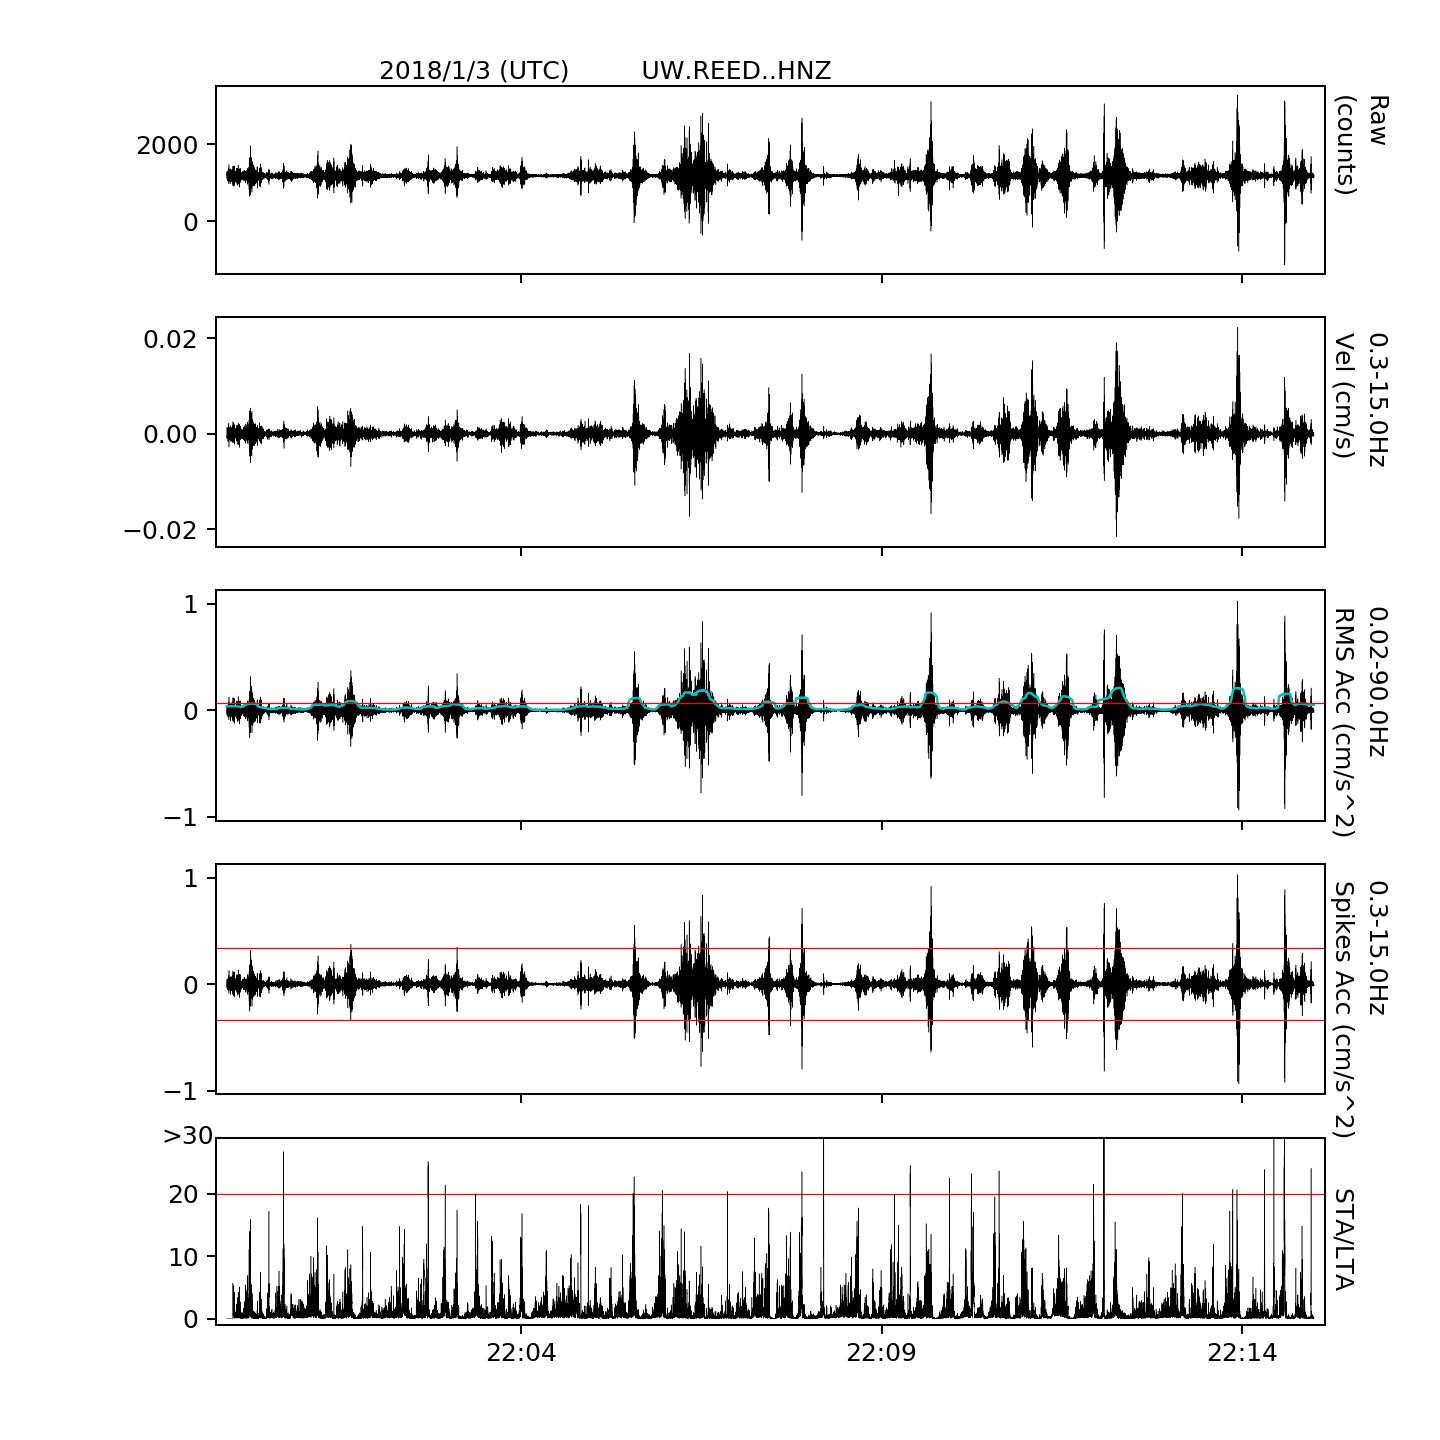 2018/1/3 (UTC) UW.REED..HNZ
2000
0
Raw
(counts)
0.02
0.00
−0.02
0.3-15.0Hz
Vel (cm/s)
1
0
−1
0.02-90.0Hz
RMS Acc (cm/s^2)
1
0
−1
0.3-15.0Hz
Spikes Acc (cm/s^2)
>30
20
10
0
STA/LTA
22:04 22:09 22:14